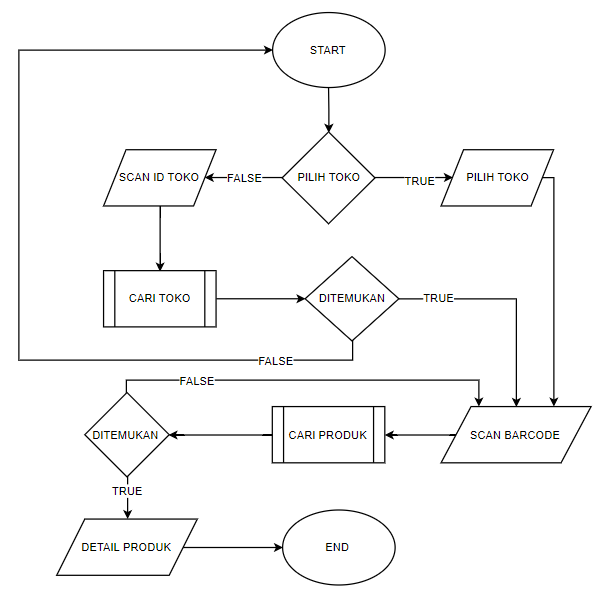 START
SCAN ID TOKO
FALSE
PILIH TOKO
TRUE
PILIH TOKO
CARI TOKO
DITEMUKAN
TRUE
FALSE
FALSE
DITEMUKAN
CARI PRODUK
SCAN BARCODE
TRUE
DETAIL PRODUK
END